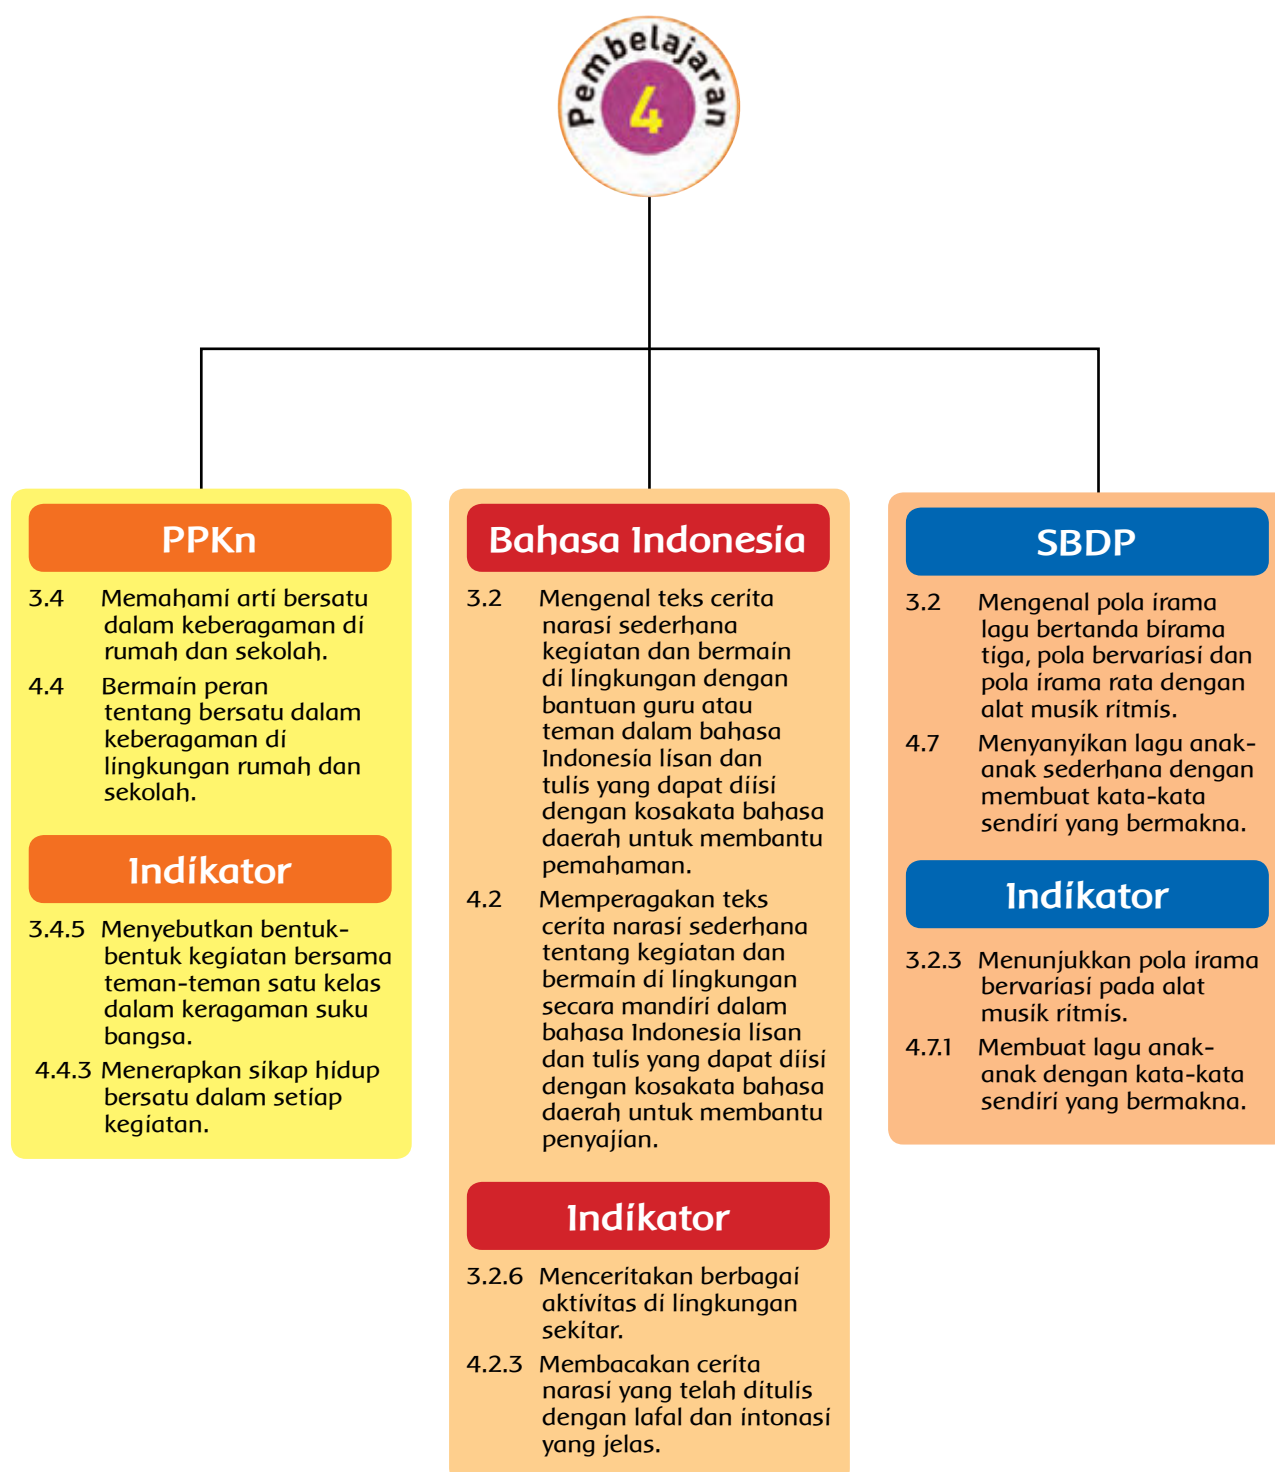 Pembelajaran
4
PPKn
3.4 Memahami arti bersatu
dalam keberagaman di
rumah dan sekolah.
4.4 Bermain peran
tentang bersatu dalam
keberagaman di
lingkungan rumah dan
sekolah.
Indikator
3.4.5 Menyebutkan bentuk-
bentuk kegiatan bersama
teman-teman satu kelas
dalam keragaman suku
bangsa.
4.4.3 Menerapkan sikap hidup
bersatu dalam setiap
kegiatan.
Bahasa Indonesia
3.2 Mengenal teks cerita
narasi sederhana
kegiatan dan bermain
di lingkungan dengan
bantuan guru atau
teman dalam bahasa
Indonesia lisan dan
tulis yang dapat diisi
dengan kosakata bahasa
daerah untuk membantu
pemahaman.
4.2 Memperagakan teks
cerita narasi sederhana
tentang kegiatan dan
bermain di lingkungan
secara mandiri dalam
bahasa Indonesia lisan
dan tulis yang dapat diisi
dengan kosakata bahasa
daerah untuk membantu
penyajian.
Indikator
3.2.6 Menceritakan berbagai
aktivitas di lingkungan
sekitar.
4.2.3 Membacakan cerita
narasi yang telah ditulis
dengan lafal dan intonasi
yang jelas.
SBDP
3.2 Mengenal pola irama
lagu bertanda birama
tiga, pola bervariasi dan
pola irama rata dengan
alat musik ritmis.
4.7 Menyanyikan lagu anak-
anak sederhana dengan
membuat kata-kata
sendiri yang bermakna.
Indikator
3.2.3 Menunjukkan pola irama
bervariasi pada alat
musik ritmis.
4.7.1 Membuat lagu anak-
anak dengan kata-kata
sendiri yang bermakna.